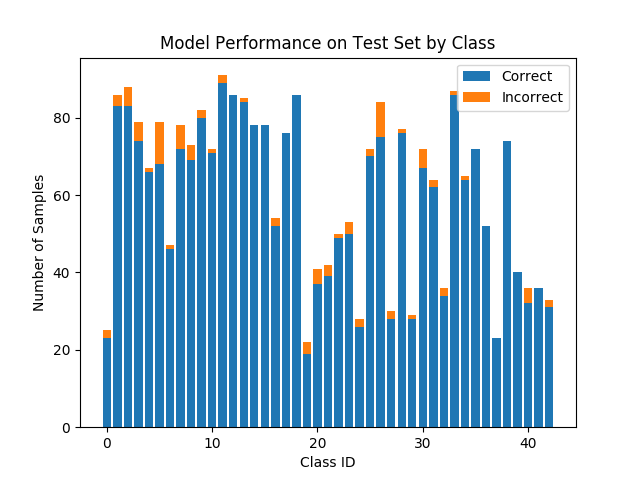 Model Performance on Test Set by Class
Correct
Incorrect
80
60
40
20
0
Number of Samples
0 10 20 30 40
Class ID